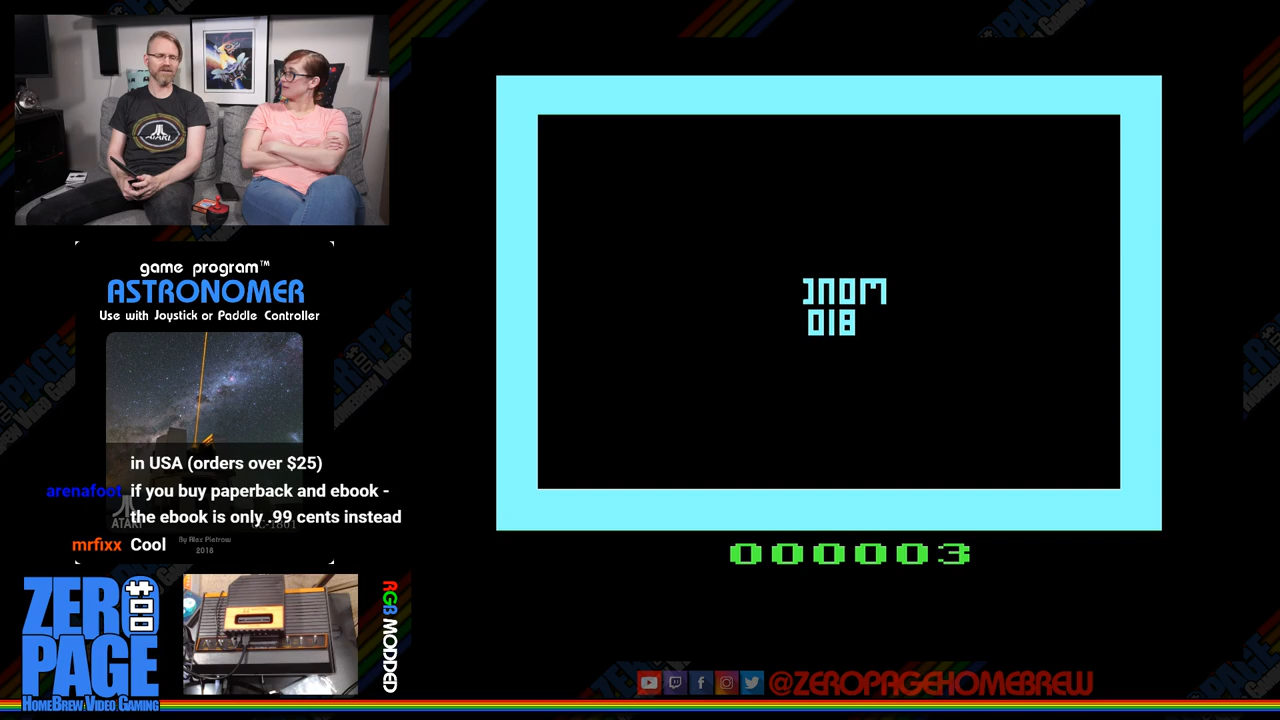 ATARI
game program™
ASTRONOMER
Use with Joystick or Paddle Controller
in USA (orders over $25)
arenafoot if you buy paperback and ebook -
the ebook is only .99 cents instead
mrfixx Cool
ATARI
By Alex Pietrow
2018
000003
ZERO
PAGE
HOMEBREW VIDEO GAMING
RGB MODDED
@ZEROPAGEHOMEBREW